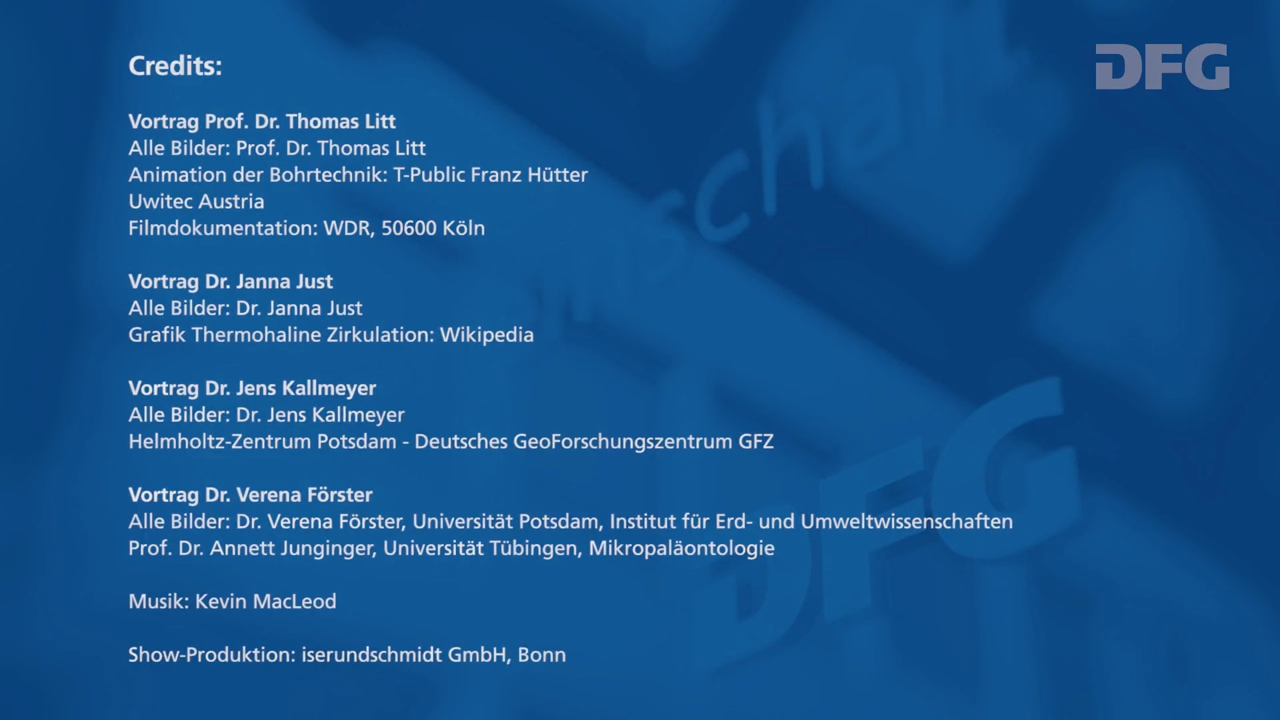 Credits:
DFG
Vortrag Prof. Dr. Thomas Litt
Alle Bilder: Prof. Dr. Thomas Litt
Animation der Bohrtechnik: T-Public Franz Hütter
Uwitec Austria
Filmdokumentation: WDR, 50600 Köln
Vortrag Dr. Janna Just
Alle Bilder: Dr. Janna Just
Grafik Thermohaline Zirkulation: Wikipedia
Vortrag Dr. Jens Kallmeyer
Alle Bilder: Dr. Jens Kallmeyer
Helmholtz-Zentrum Potsdam - Deutsches GeoForschungszentrum GFZ
Vortrag Dr. Verena Förster
Alle Bilder: Dr. Verena Förster, Universität Potsdam, Institut für Erd- und Umweltwissenschaften
Prof. Dr. Annett Junginger, Universität Tübingen, Mikropaläontologie
Musik: Kevin MacLeod
Show-Produktion: iserundschmidt GmbH, Bonn
DFG